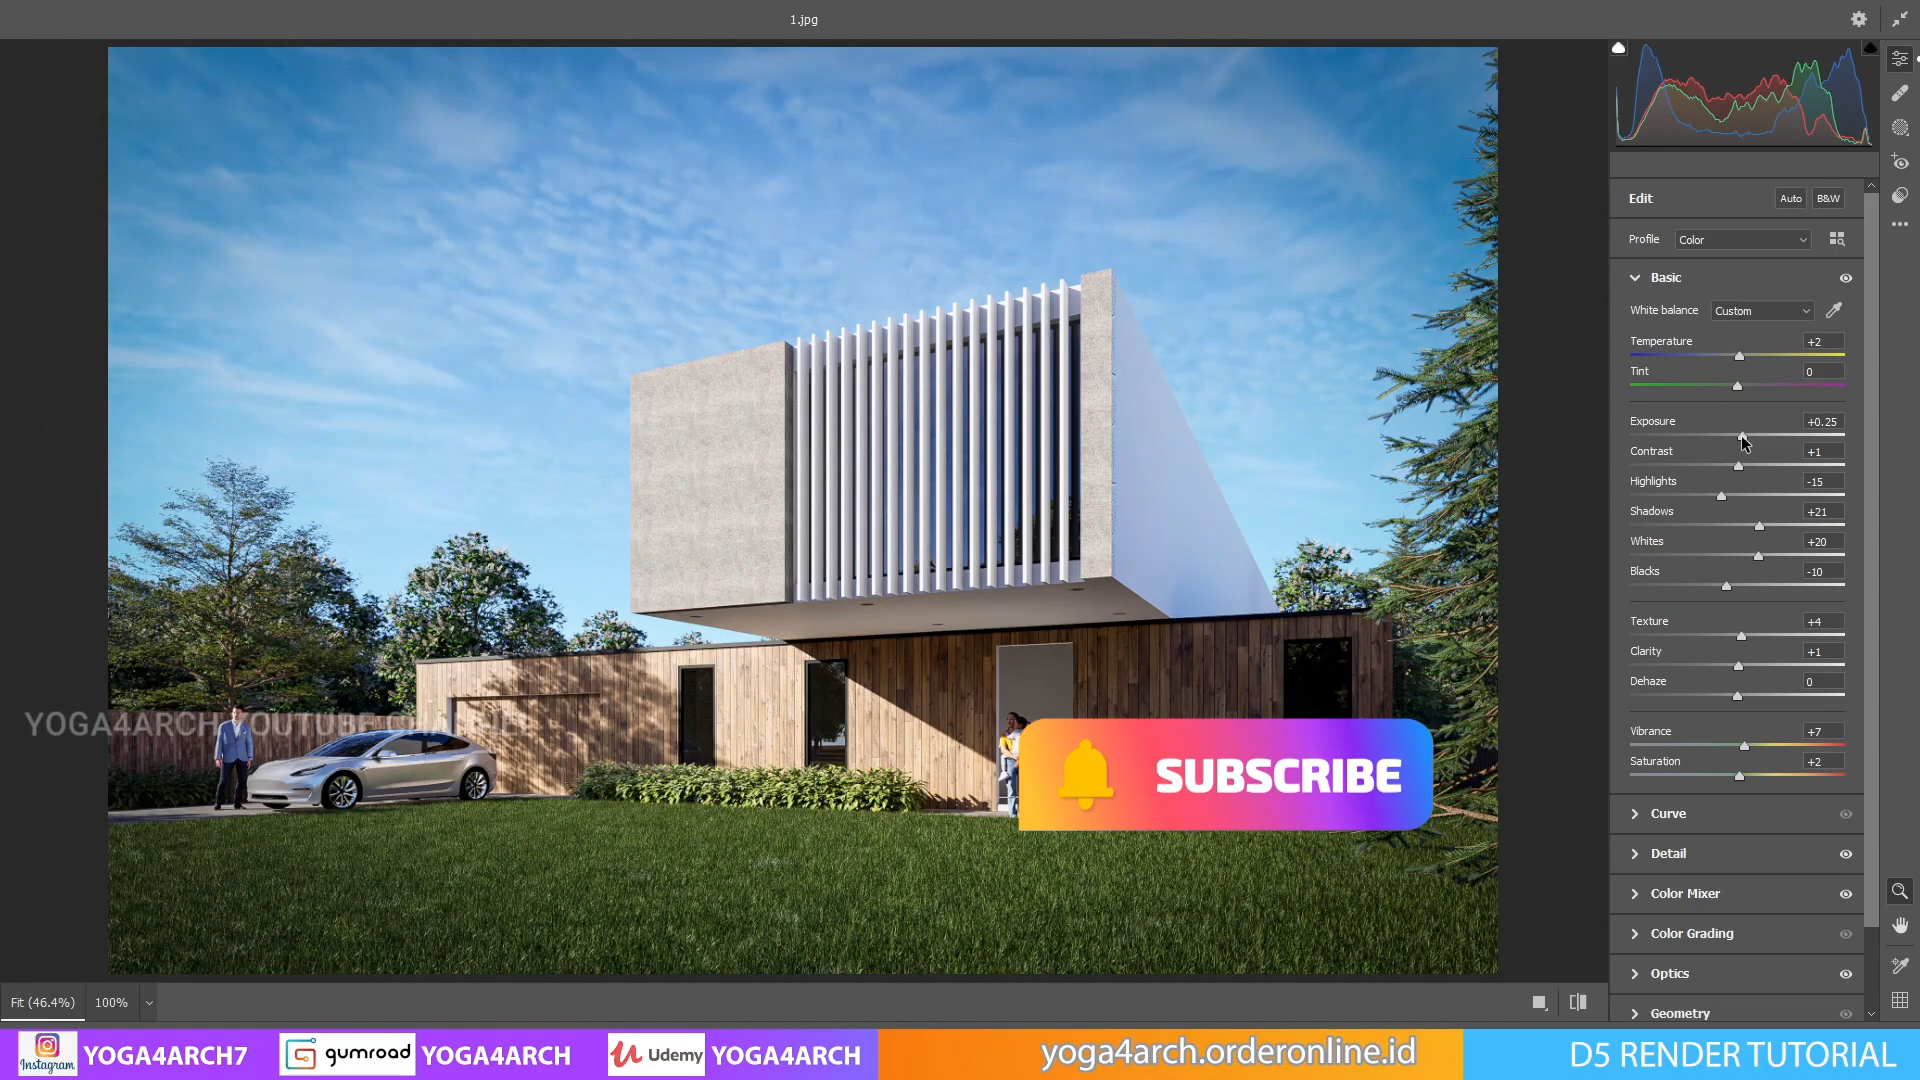 1.jpg
Edit
Auto
B&W
Profile
Color
Basic
White balance
Custom
Temperature
+2
Tint
0
Exposure
+0.25
Contrast
+1
Highlights
-15
Shadows
+21
Whites
+20
Blacks
-10
Texture
+4
Clarity
+1
Dehaze
0
Vibrance
+7
Saturation
+2
Curve
Detail
Color Mixer
Color Grading
Optics
Geometry
YOGA4ARCH YOUTUBE CHANNEL
SUBSCRIBE
Fit (46.4%)
100%
Instagram
YOGA4ARCH7
gumroad
YOGA4ARCH
Udemy
YOGA4ARCH
yoga4arch.orderonline.id
D5 RENDER TUTORIAL